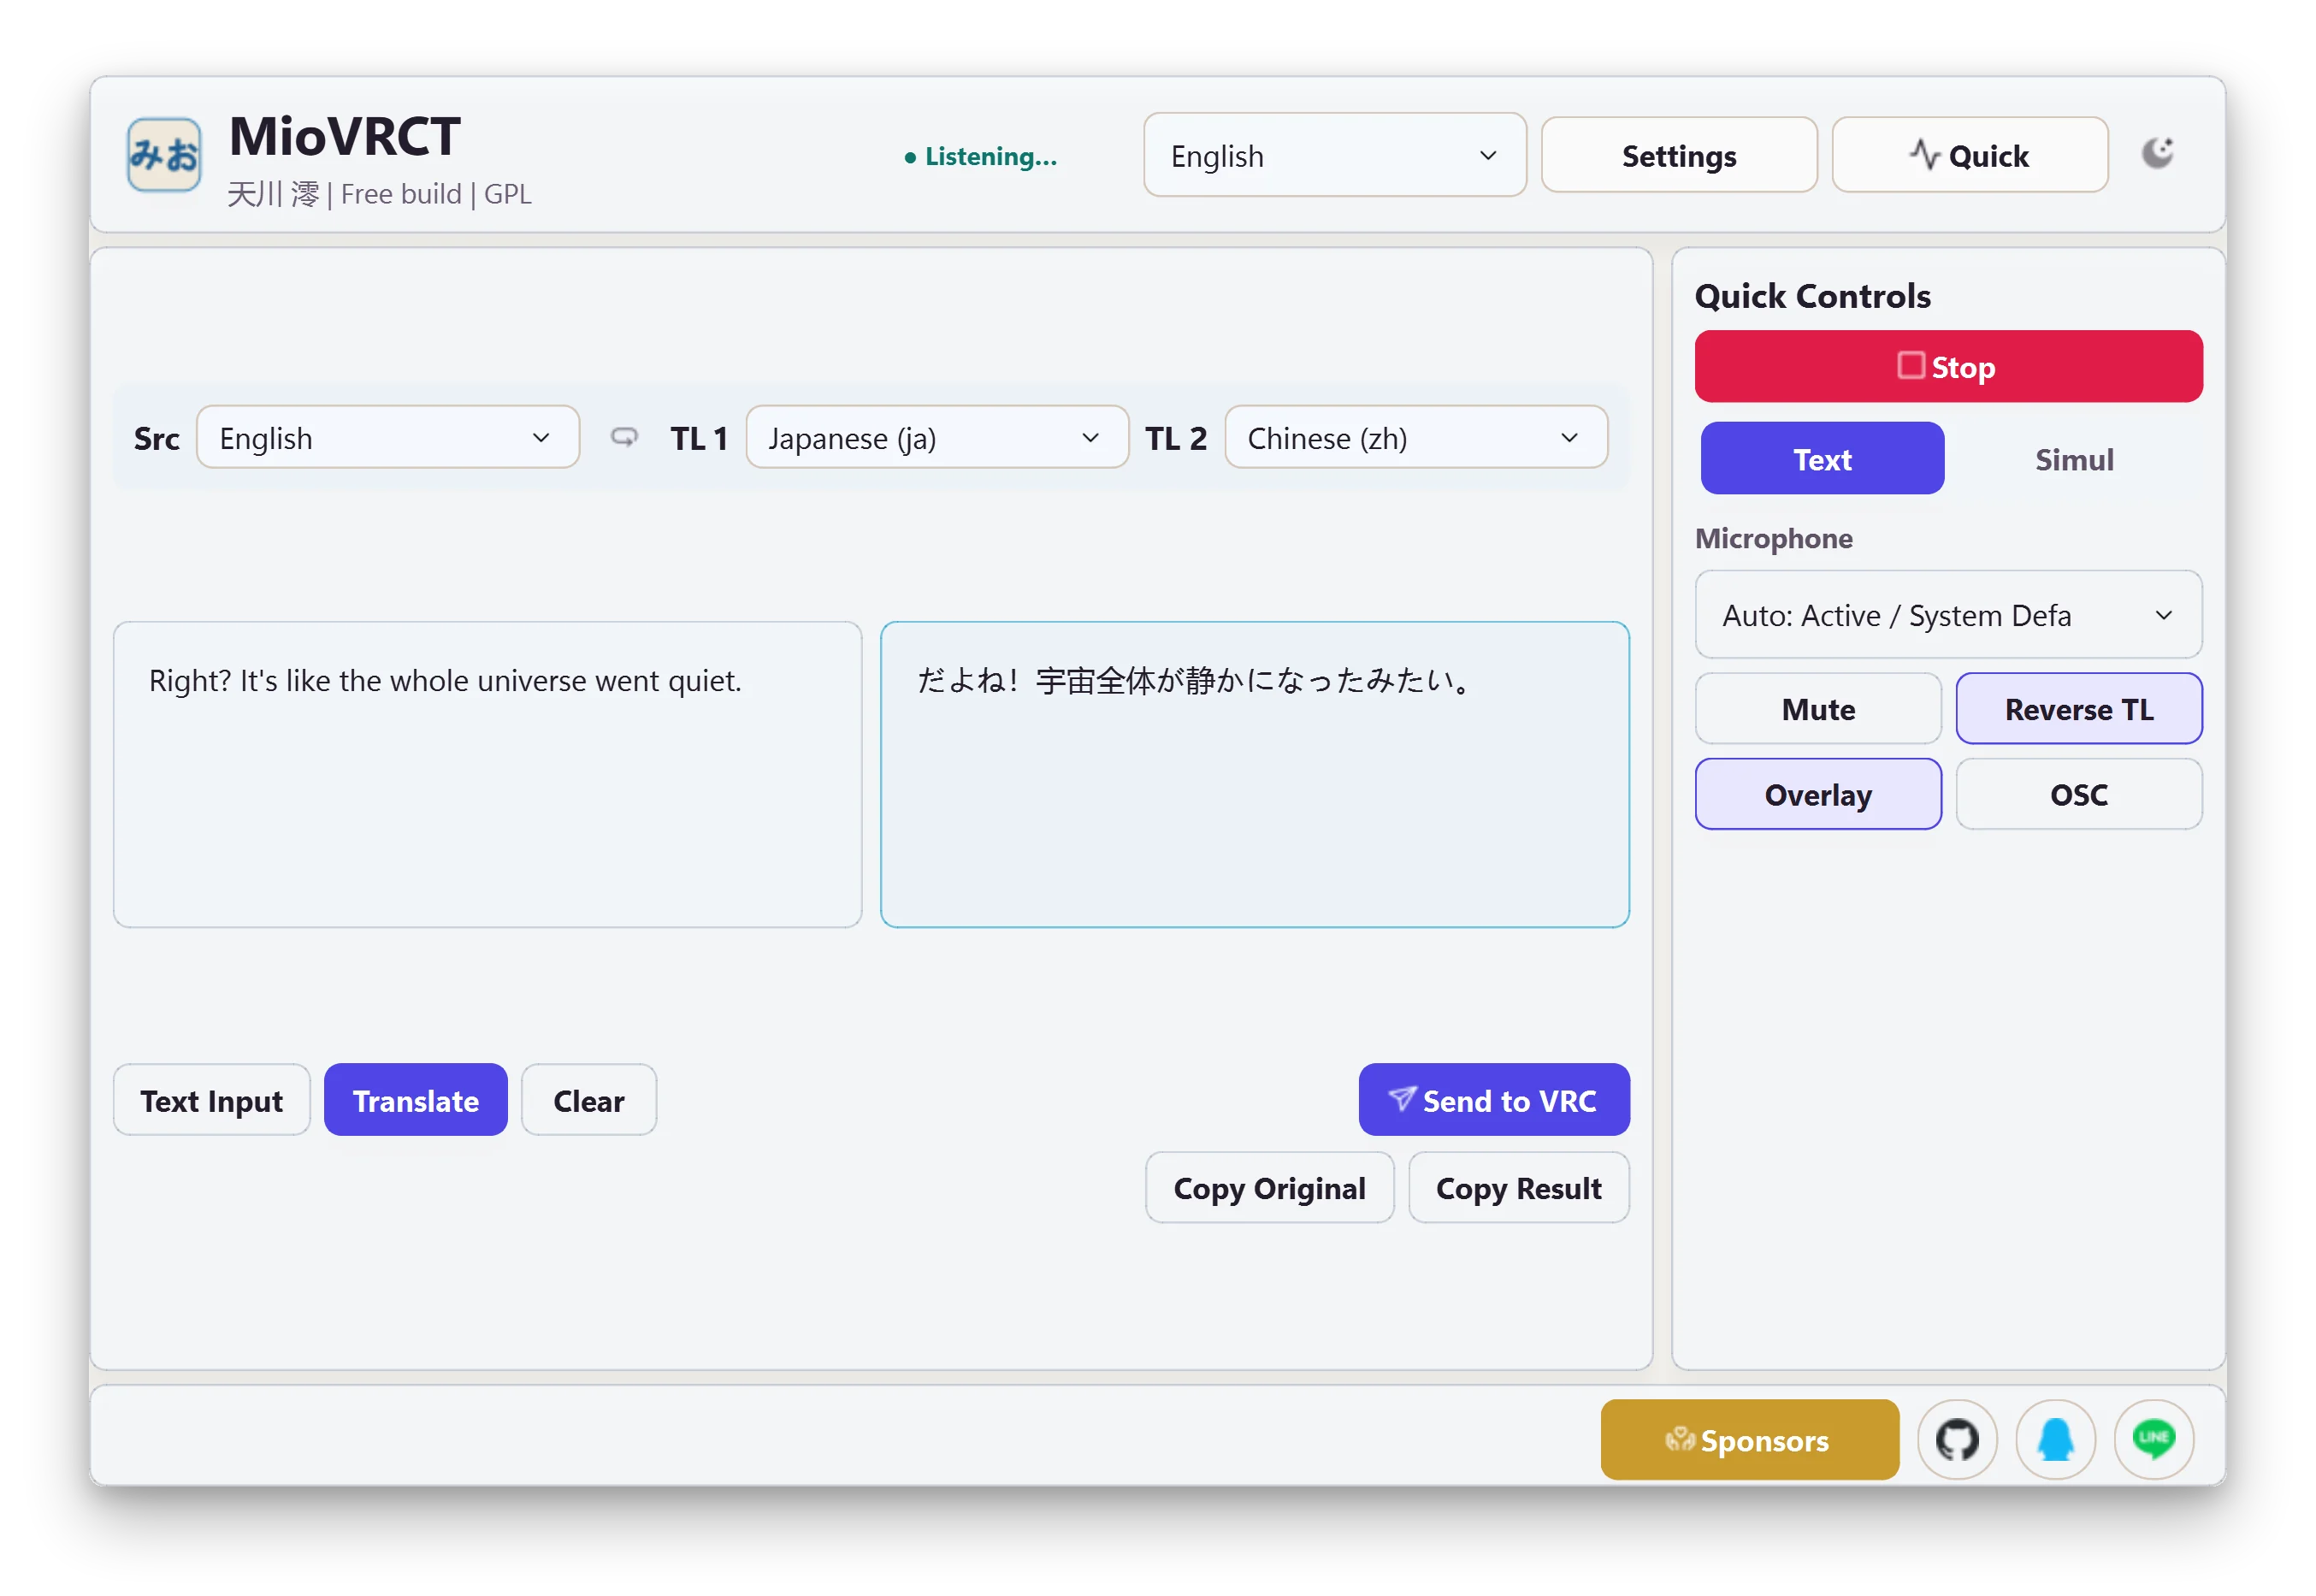 みお
MioVRCT
天川 澪 | Free build | GPL
Listening...
English
Settings
Quick
Src
English
TL 1
Japanese (ja)
TL 2
Chinese (zh)
Right? It's like the whole universe went quiet.
だよね！宇宙全体が静かになったみたい。
Text Input
Translate
Clear
Send to VRC
Copy Original
Copy Result
Quick Controls
Stop
Text
Simul
Microphone
Auto: Active / System Defa
Mute
Reverse TL
Overlay
OSC
Sponsors
LINE